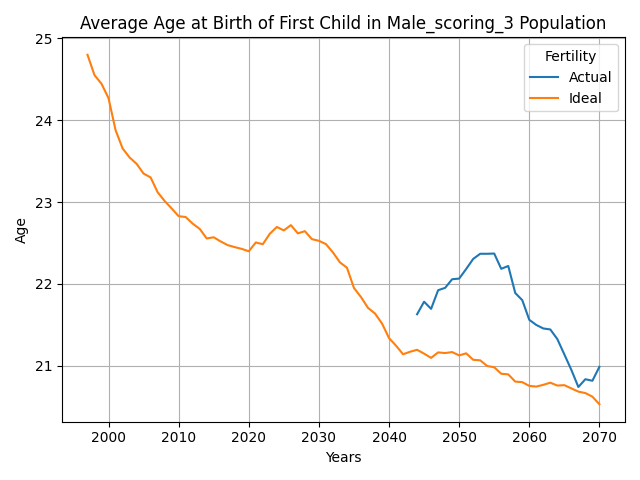 Average Age at Birth of First Child in Male_scoring_3 Population
Fertility
Actual
Ideal
Age
25
24
23
22
21
2000 2010 2020 2030 2040 2050 2060 2070
Years